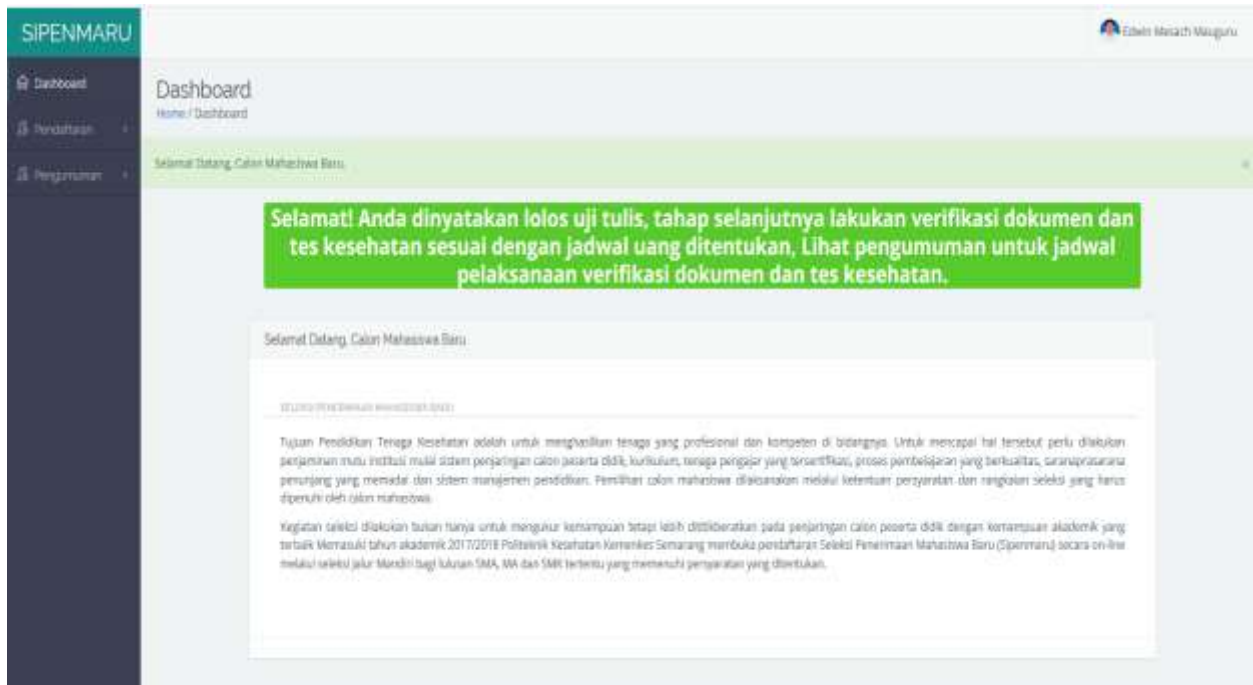 SIPENMARU
Edwin Mesach Mauguru
Dashboard
Pendaftaran
Pengumuman
Dashboard
Home / Dashboard
Selamat Datang, Calon Mahasiswa Baru.
Selamat! Anda dinyatakan lolos uji tulis, tahap selanjutnya lakukan verifikasi dokumen dan
tes kesehatan sesuai dengan jadwal uang ditentukan, Lihat pengumuman untuk jadwal
pelaksanaan verifikasi dokumen dan tes kesehatan.
Selamat Datang, Calon Mahasiswa Baru
SELEKSI PENERIMAAN MAHASISWA BARU
Tujuan Pendidikan Tenaga Kesehatan adalah untuk menghasilkan tenaga yang profesional dan kompeten di bidangnya. Untuk mencapai hal tersebut perlu dilakukan
penjaminan mutu institusi mulai sistem penjaringan calon peserta didik, kurikulum, tenaga pengajar yang tersertifikasi, proses pembelajaran yang berkualitas, saranaprasarana
penunjang yang memadai dan sistem manajemen pendidikan. Pemilihan calon mahasiswa dilaksanakan melalui ketentuan persyaratan dan rangkaian seleksi yang harus
dipenuhi oleh calon mahasiswa.
Kegiatan seleksi dilakukan bukan hanya untuk mengukur kemampuan tetapi lebih dititikberatkan pada penjaringan calon peserta didik dengan kemampuan akademik yang
terbaik Memasuki tahun akademik 2017/2018 Politeknik Kesehatan Kemenkes Semarang membuka pendaftaran Seleksi Penerimaan Mahasiswa Baru (Sipenmaru) secara on-line
melalui seleksi jalur Mandiri bagi lulusan SMA, MA dan SMK tertentu yang memenuhi persyaratan yang ditentukan.